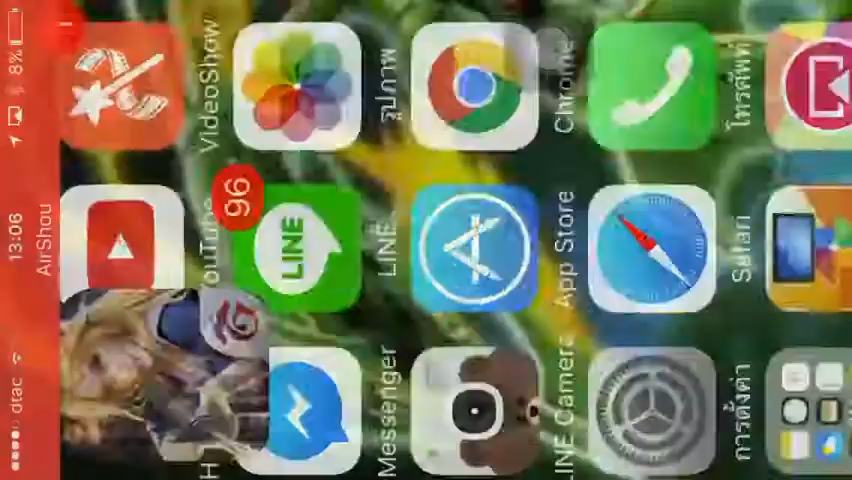 dtac 13:06 8%
AirShou
YouTube
VideoShow
LINE
96
Messenger
LINE
รูปภาพ
LINE Camera
App Store
Chrome
การตั้งค่า
Safari
โทรศัพท์